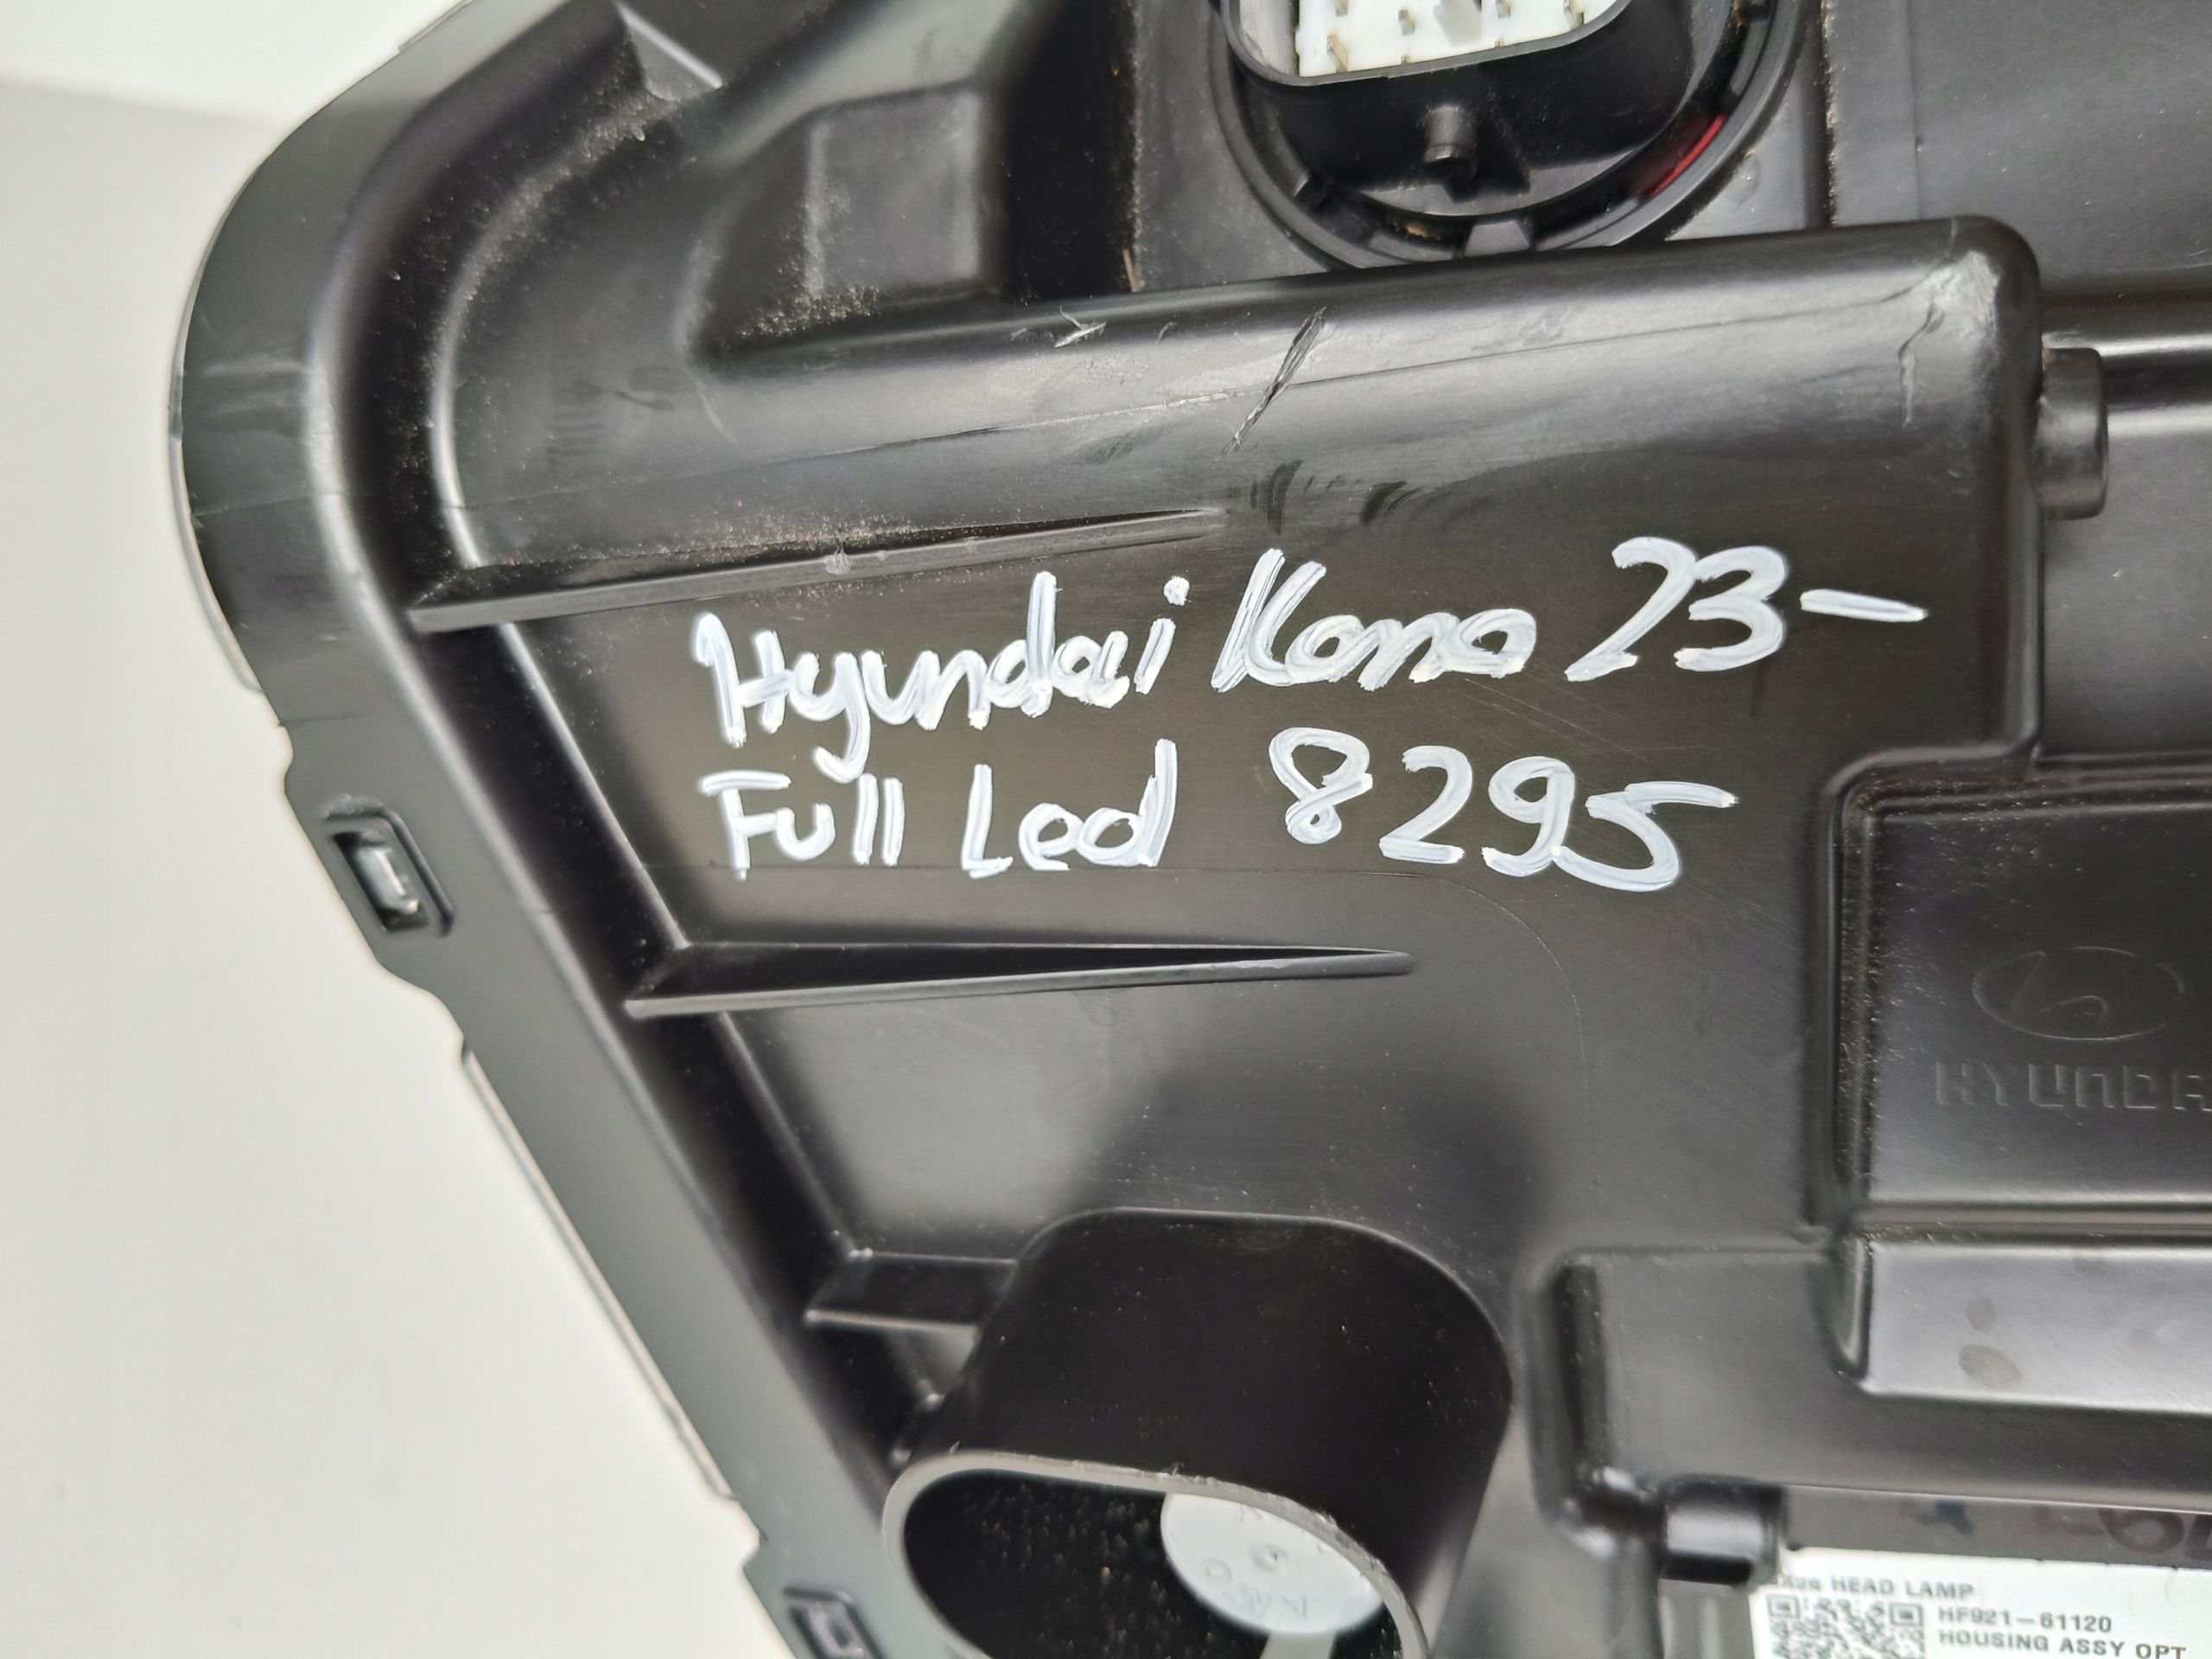 Hyundai Kona 23-
Full Led 8295
HYUNDA
HEAD LAMP
HF921-61120
HOUSING ASSY OPT